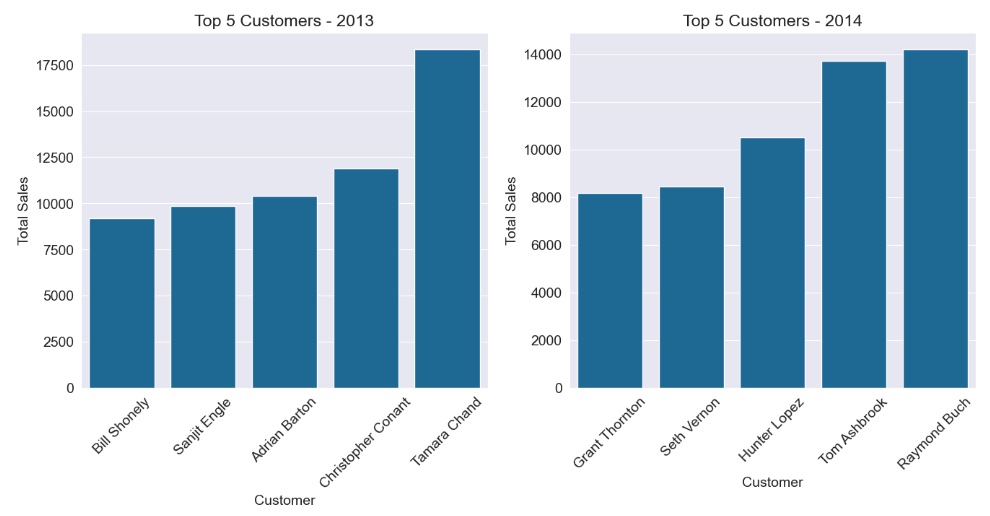 Top 5 Customers - 2013
Total Sales
17500
15000
12500
10000
7500
5000
2500
0
Bill Shonely
Sanjit Engle
Adrian Barton
Christopher Conant
Tamara Chand
Customer
Top 5 Customers - 2014
Total Sales
14000
12000
10000
8000
6000
4000
2000
0
Grant Thornton
Seth Vernon
Hunter Lopez
Tom Ashbrook
Raymond Buch
Customer